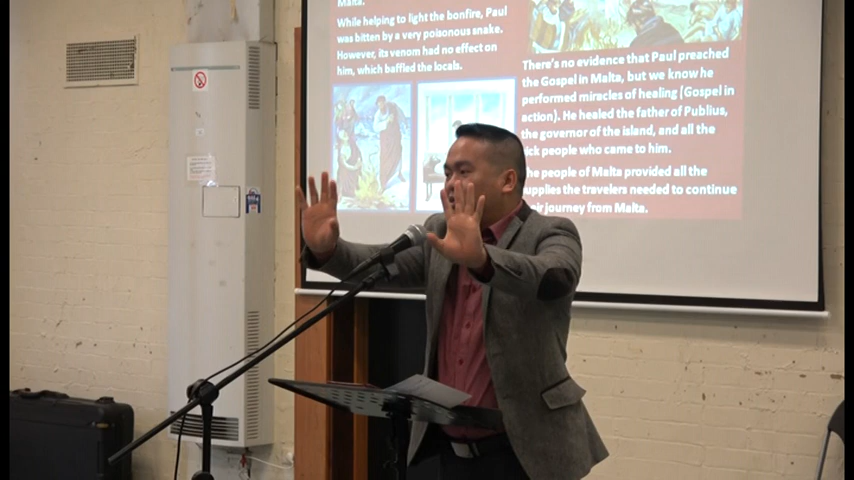 Malta.
While helping to light the bonfire, Paul
was bitten by a very poisonous snake.
However, its venom had no effect on
him, which baffled the locals.
There's no evidence that Paul preached
the Gospel in Malta, but we know he
performed miracles of healing (Gospel in
action). He healed the father of Publius,
the governor of the island, and all the
people who came to him.
people of Malta provided all the
the travelers needed to continue
journey from Malta.